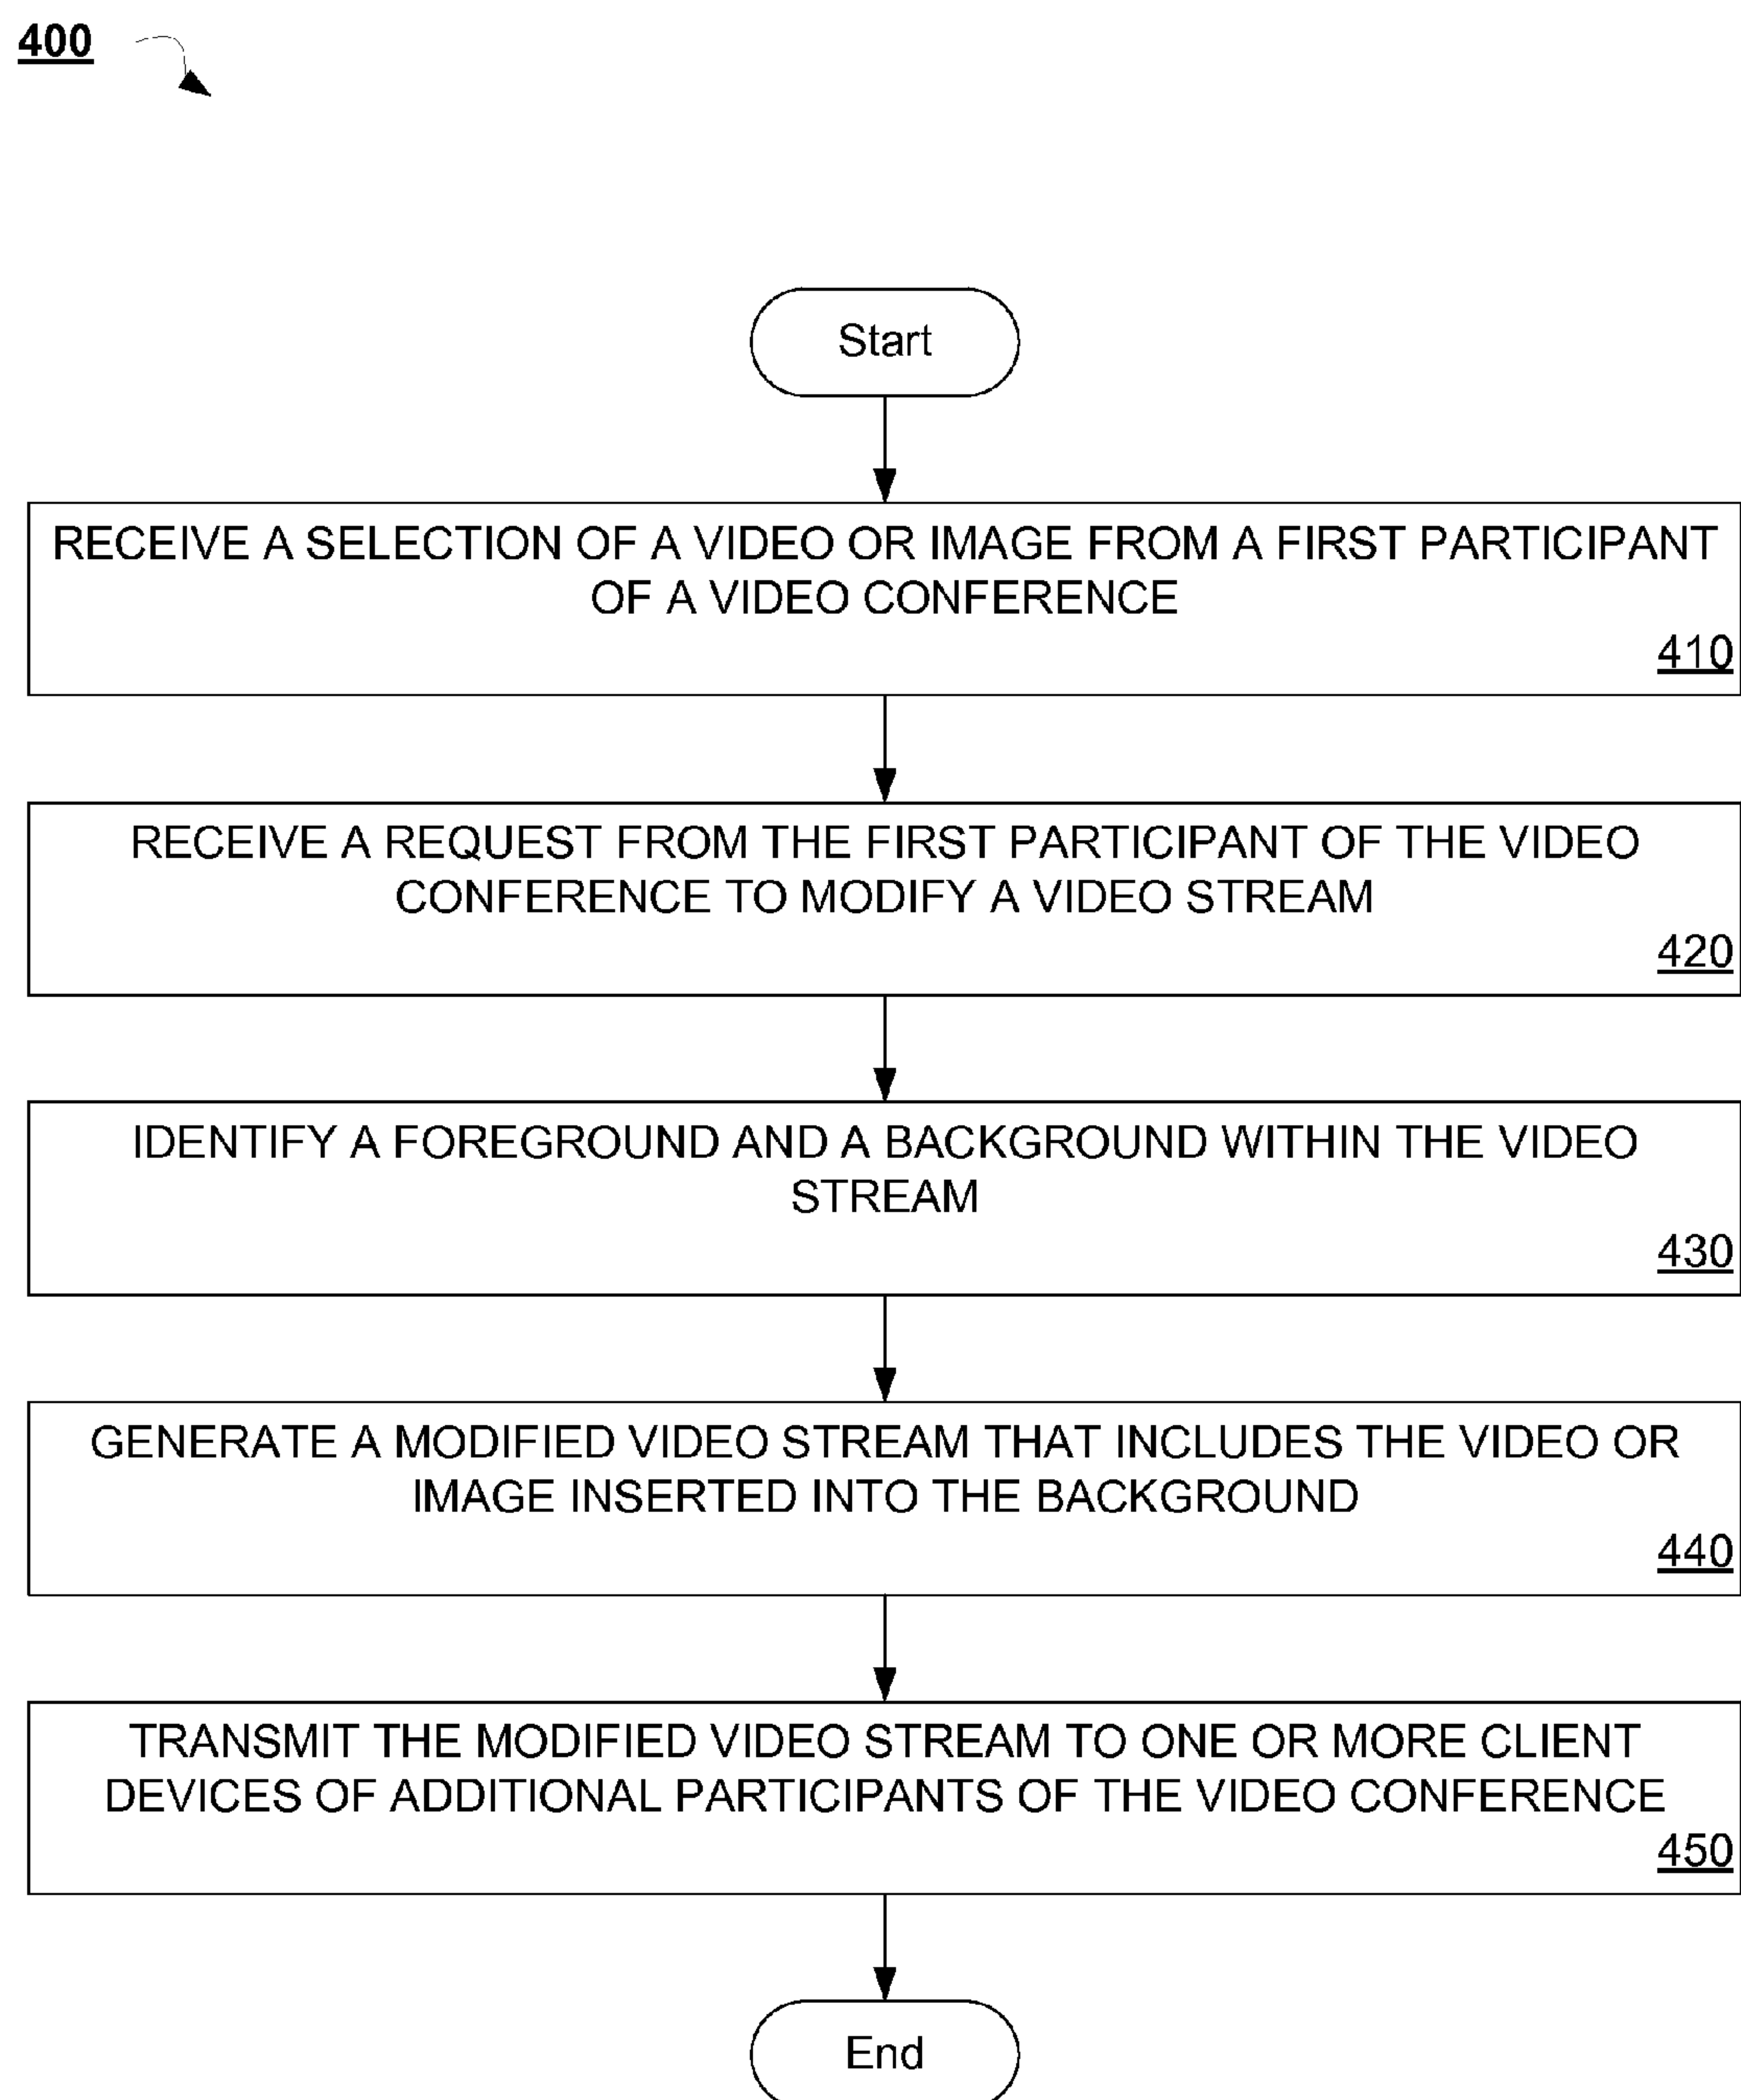 400
Start
RECEIVE A SELECTION OF A VIDEO OR IMAGE FROM A FIRST PARTICIPANT
OF A VIDEO CONFERENCE
410
RECEIVE A REQUEST FROM THE FIRST PARTICIPANT OF THE VIDEO
CONFERENCE TO MODIFY A VIDEO STREAM
420
IDENTIFY A FOREGROUND AND A BACKGROUND WITHIN THE VIDEO
STREAM
430
GENERATE A MODIFIED VIDEO STREAM THAT INCLUDES THE VIDEO OR
IMAGE INSERTED INTO THE BACKGROUND
440
TRANSMIT THE MODIFIED VIDEO STREAM TO ONE OR MORE CLIENT
DEVICES OF ADDITIONAL PARTICIPANTS OF THE VIDEO CONFERENCE
450
End